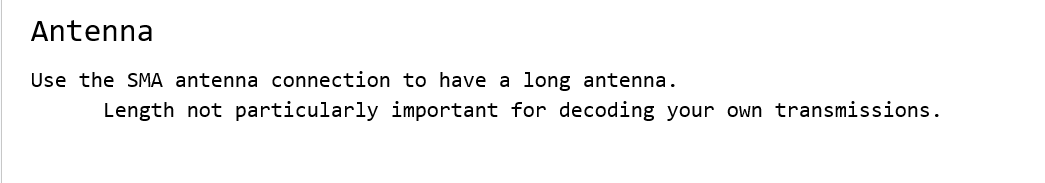 Antenna
Use the SMA antenna connection to have a long antenna.
Length not particularly important for decoding your own transmissions.